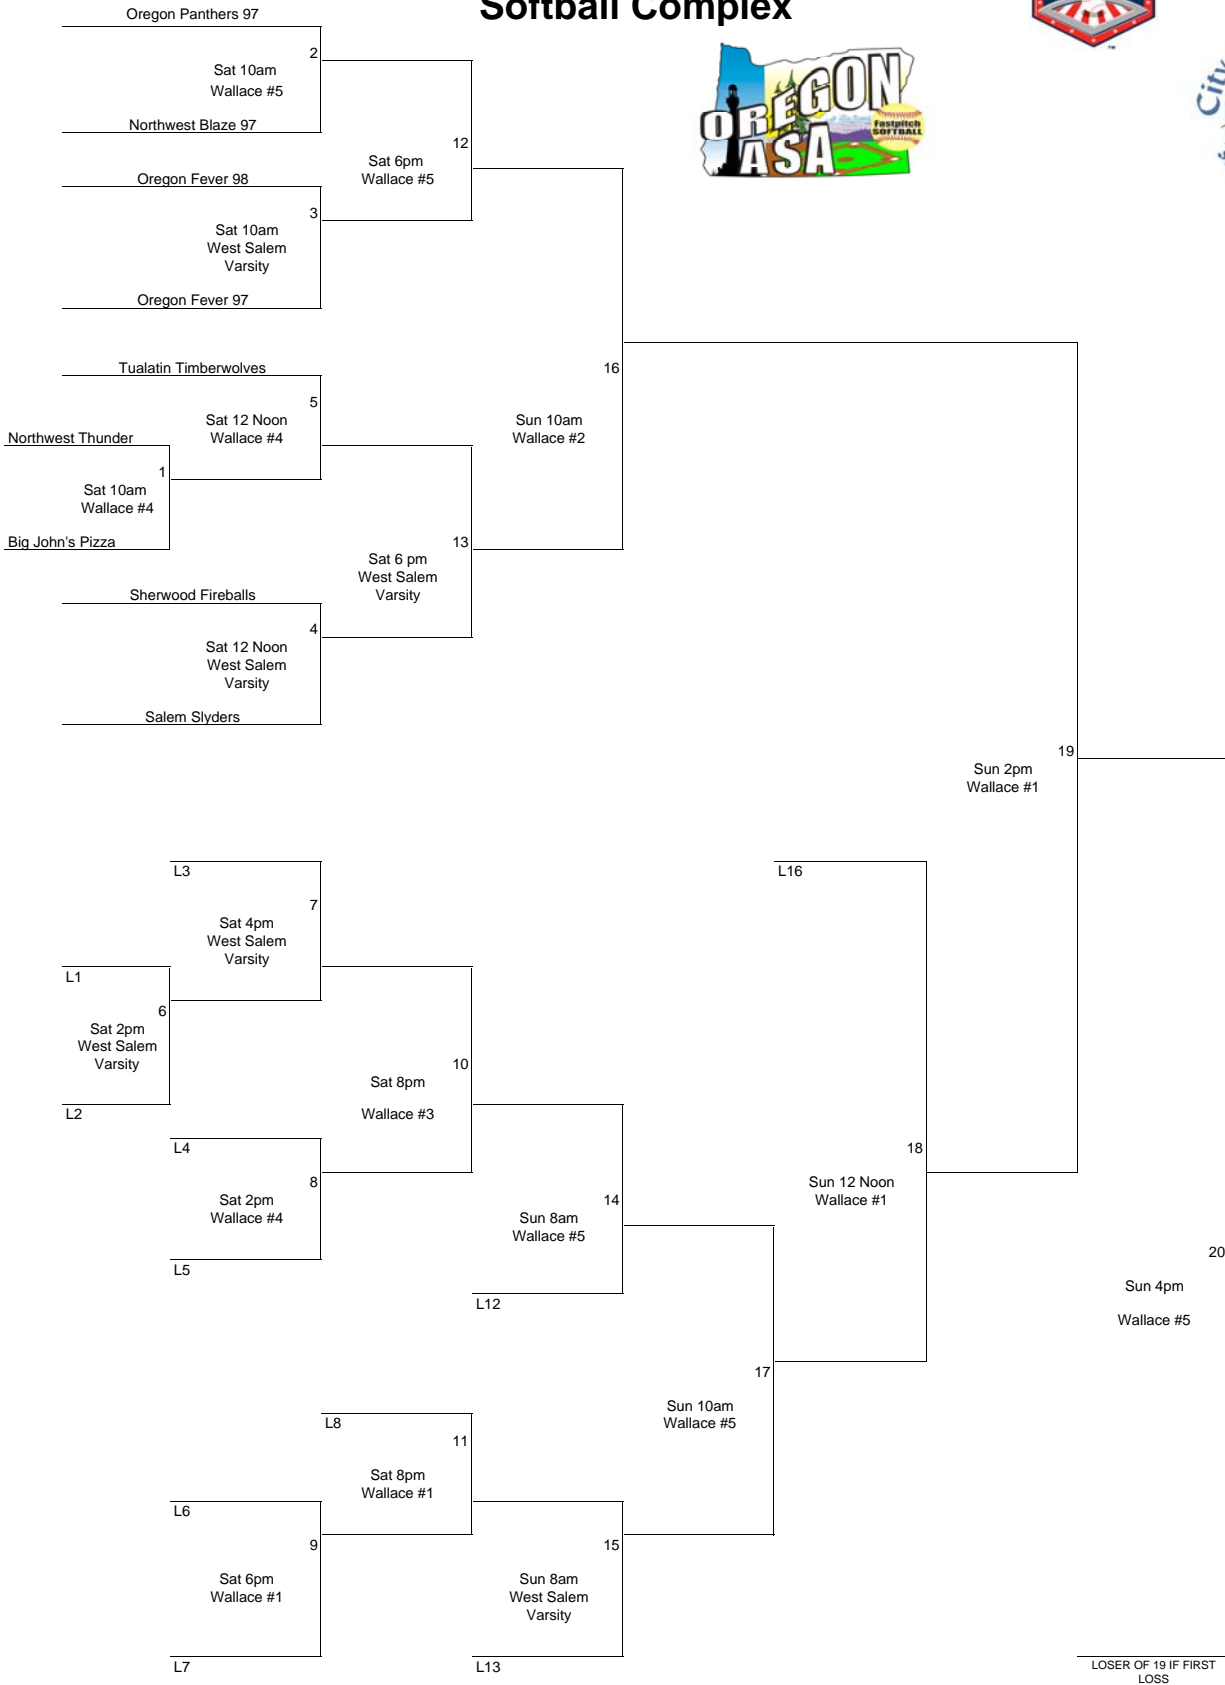 Softball Complex
Oregon Panthers 97
2
Sat 10am
Wallace #5
Northwest Blaze 97
12
Sat 6pm
Wallace #5
Oregon Fever 98
3
Sat 10am
West Salem
Varsity
Oregon Fever 97
OREGON
ASA
Fastpitch
SOFTBALL
City
Tualatin Timberwolves
16
5
Sat 12 Noon
Wallace #4
Sun 10am
Wallace #2
Northwest Thunder
1
Sat 10am
Wallace #4
Big John's Pizza
13
Sat 6 pm
West Salem
Varsity
Sherwood Fireballs
4
Sat 12 Noon
West Salem
Varsity
Salem Slyders
19
Sun 2pm
Wallace #1
L3
L16
7
Sat 4pm
West Salem
Varsity
L1
6
Sat 2pm
West Salem
Varsity
L2
10
Sat 8pm
Wallace #3
L4
8
Sat 2pm
Wallace #4
L5
18
Sun 12 Noon
Wallace #1
14
Sun 8am
Wallace #5
L12
20
Sun 4pm
Wallace #5
17
Sun 10am
Wallace #5
L8
11
Sat 8pm
Wallace #1
L6
9
Sat 6pm
Wallace #1
L7
15
Sun 8am
West Salem
Varsity
L13
LOSER OF 19 IF FIRST
LOSS